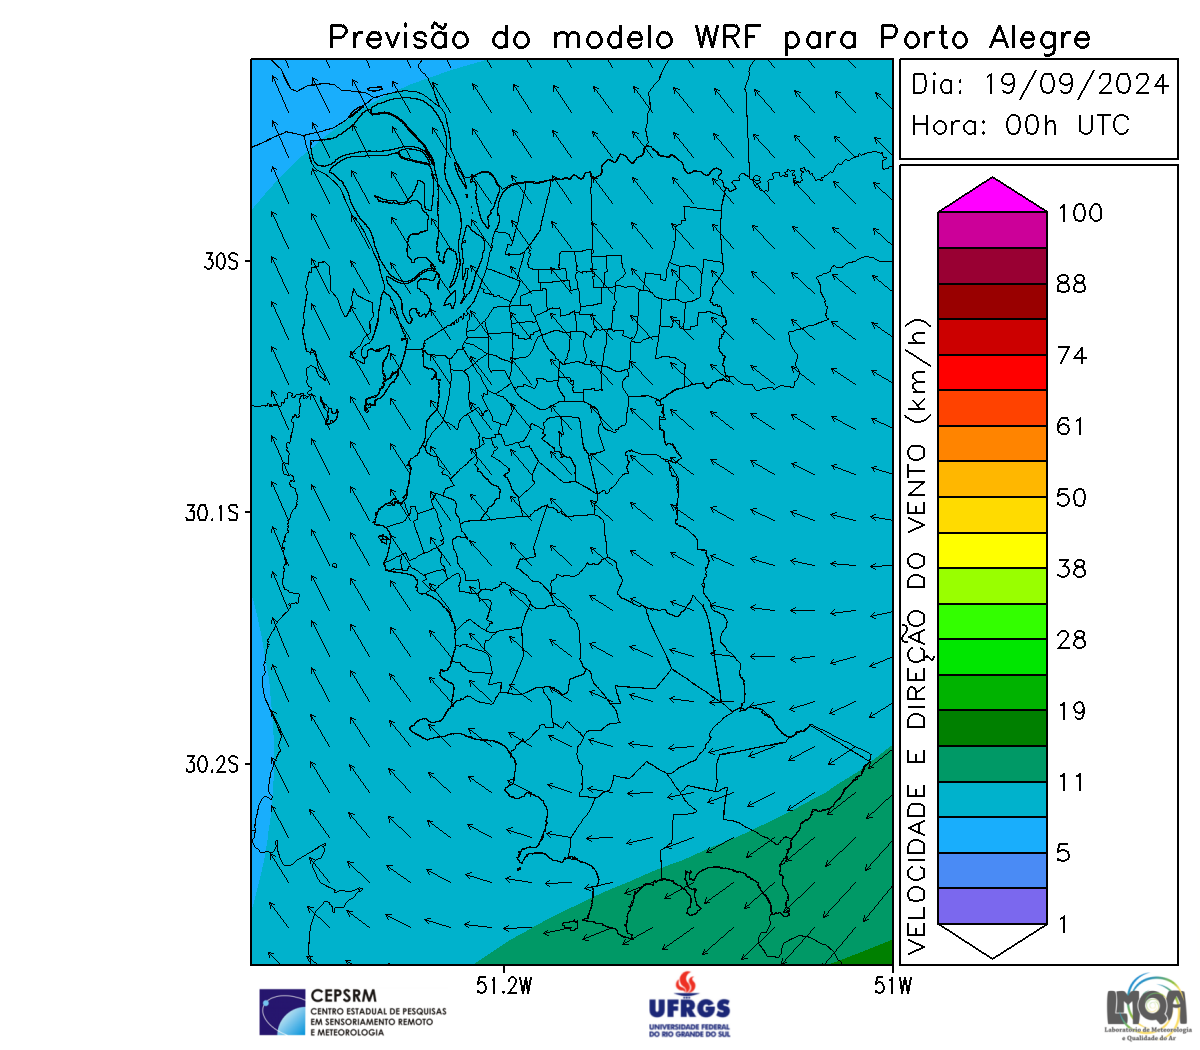 Previsão do modelo WRF para Porto Alegre
Dia: 19/09/2024
Hora: 00h UTC
VELOCIDADE E DIREÇÃO DO VENTO (km/h)
100
88
74
61
50
38
28
19
11
5
1
30S
30.1S
30.2S
51.2W
51W
CEPSRM
CENTRO ESTADUAL DE PESQUISAS
EM SENSORIAMENTO REMOTO
E METEOROLOGIA
UFRGS
UNIVERSIDADE FEDERAL
DO RIO GRANDE DO SUL
LMQA
Laboratório de Meteorologia
e Qualidade do Ar